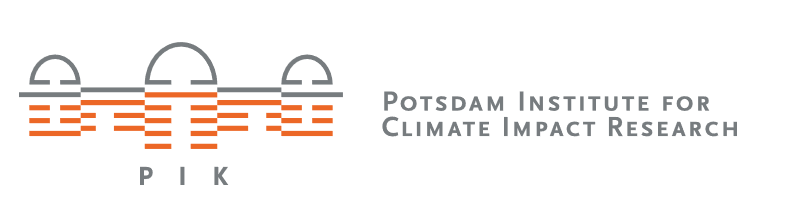 Potsdam Institute for
Climate Impact Research
PIK